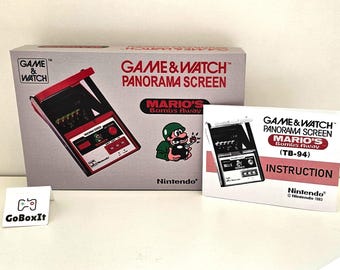 GAME
&
WATCH
™
GAME&WATCH™
PANORAMA SCREEN
MARIO'S
Bombs Away
Nintendo®
GAME&WATCH™
PANORAMA SCREEN
MARIO'S
Bombs Away
(TB-94)
INSTRUCTION
Nintendo®
© Nintendo 1983
GoBoxIt